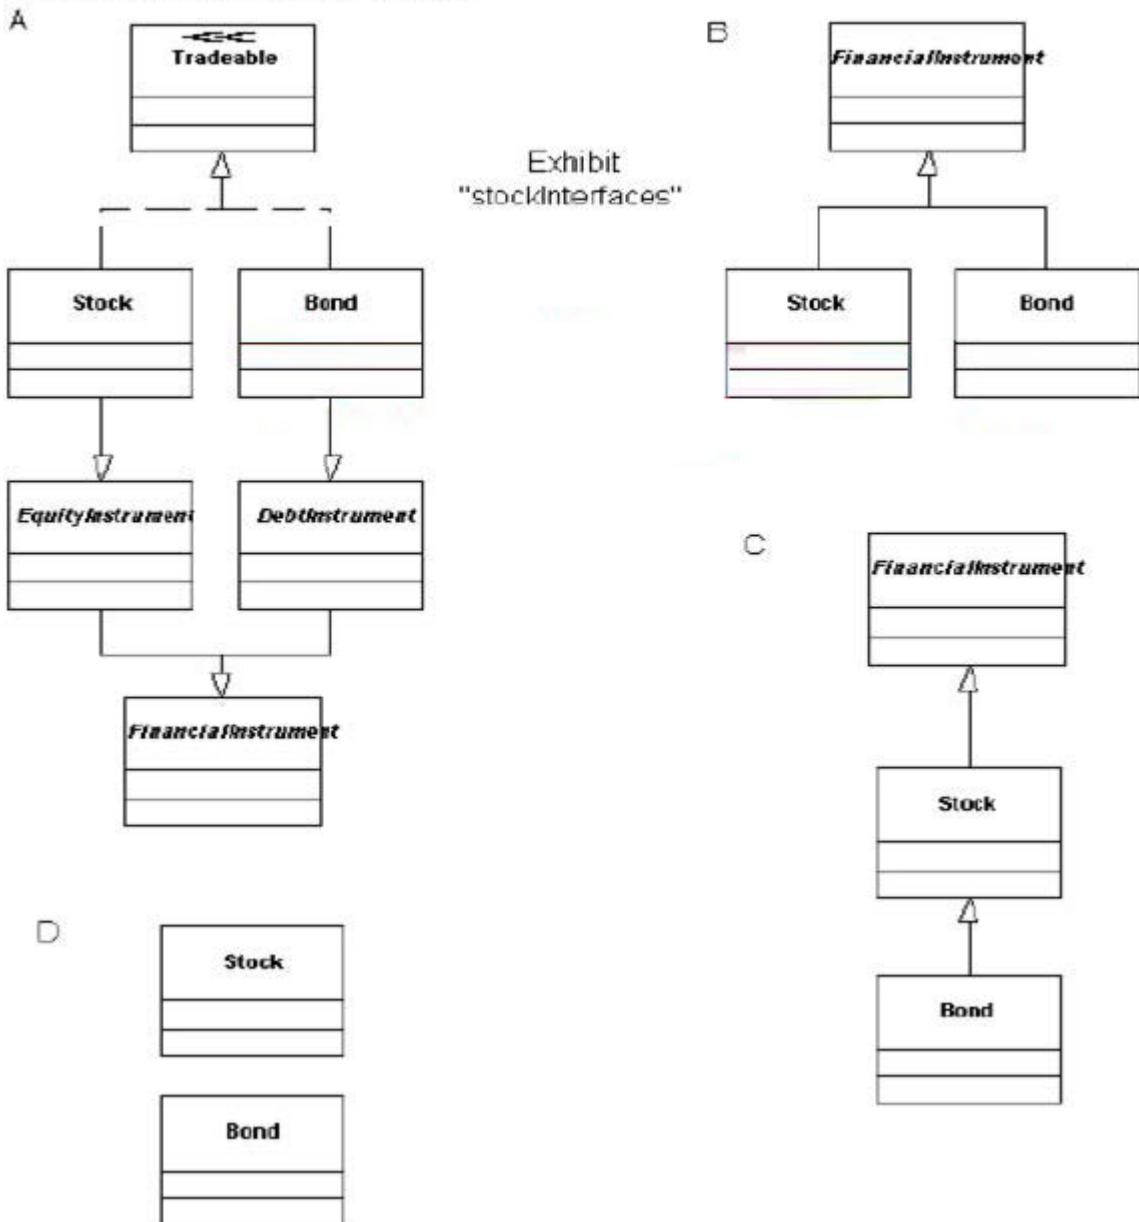 A
Tradeable
Stock
Bond
EquityInstrument
DebtInstrument
FinancialInstrument
Exhibit
"stockInterfaces"
B
FinancialInstrument
Stock
Bond
C
FinancialInstrument
Stock
Bond
D
Stock
Bond